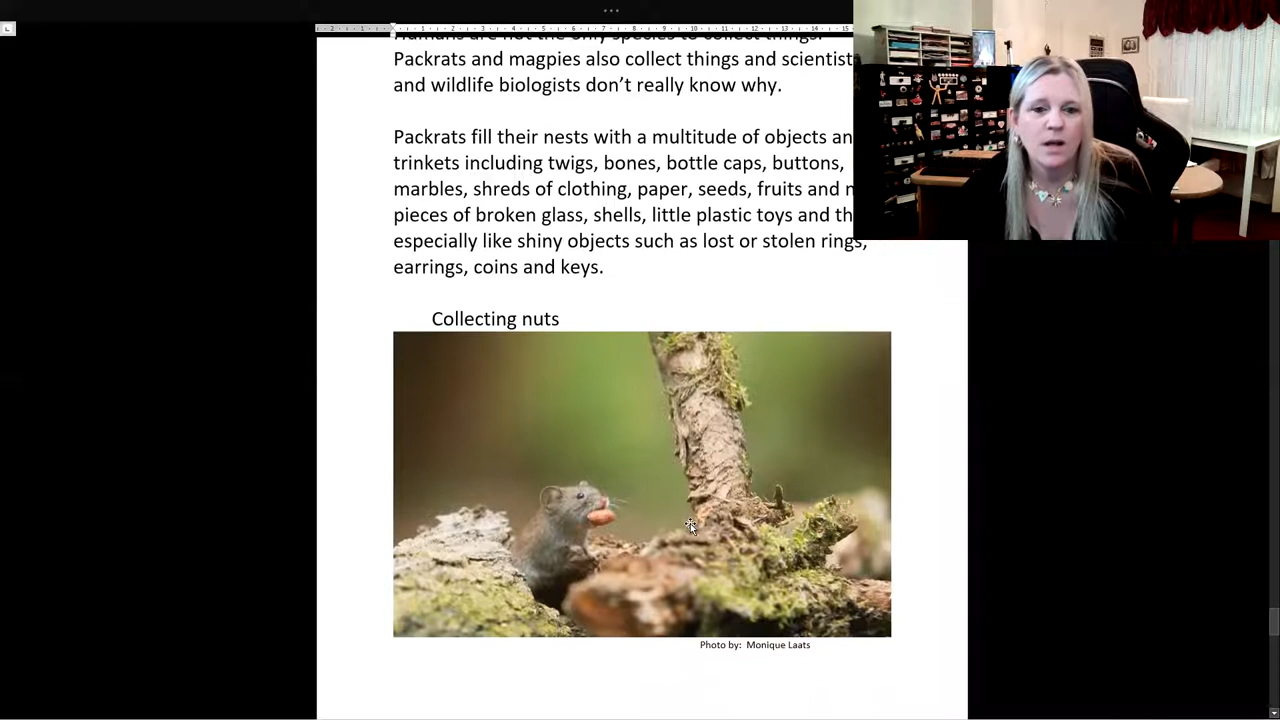 Humans are not the only species to collect things.
Packrats and magpies also collect things and scientist
and wildlife biologists don’t really know why.
Packrats fill their nests with a multitude of objects an
trinkets including twigs, bones, bottle caps, buttons,
marbles, shreds of clothing, paper, seeds, fruits and
pieces of broken glass, shells, little plastic toys and th
especially like shiny objects such as lost or stolen rings,
earrings, coins and keys.
Collecting nuts
Photo by: Monique Laats